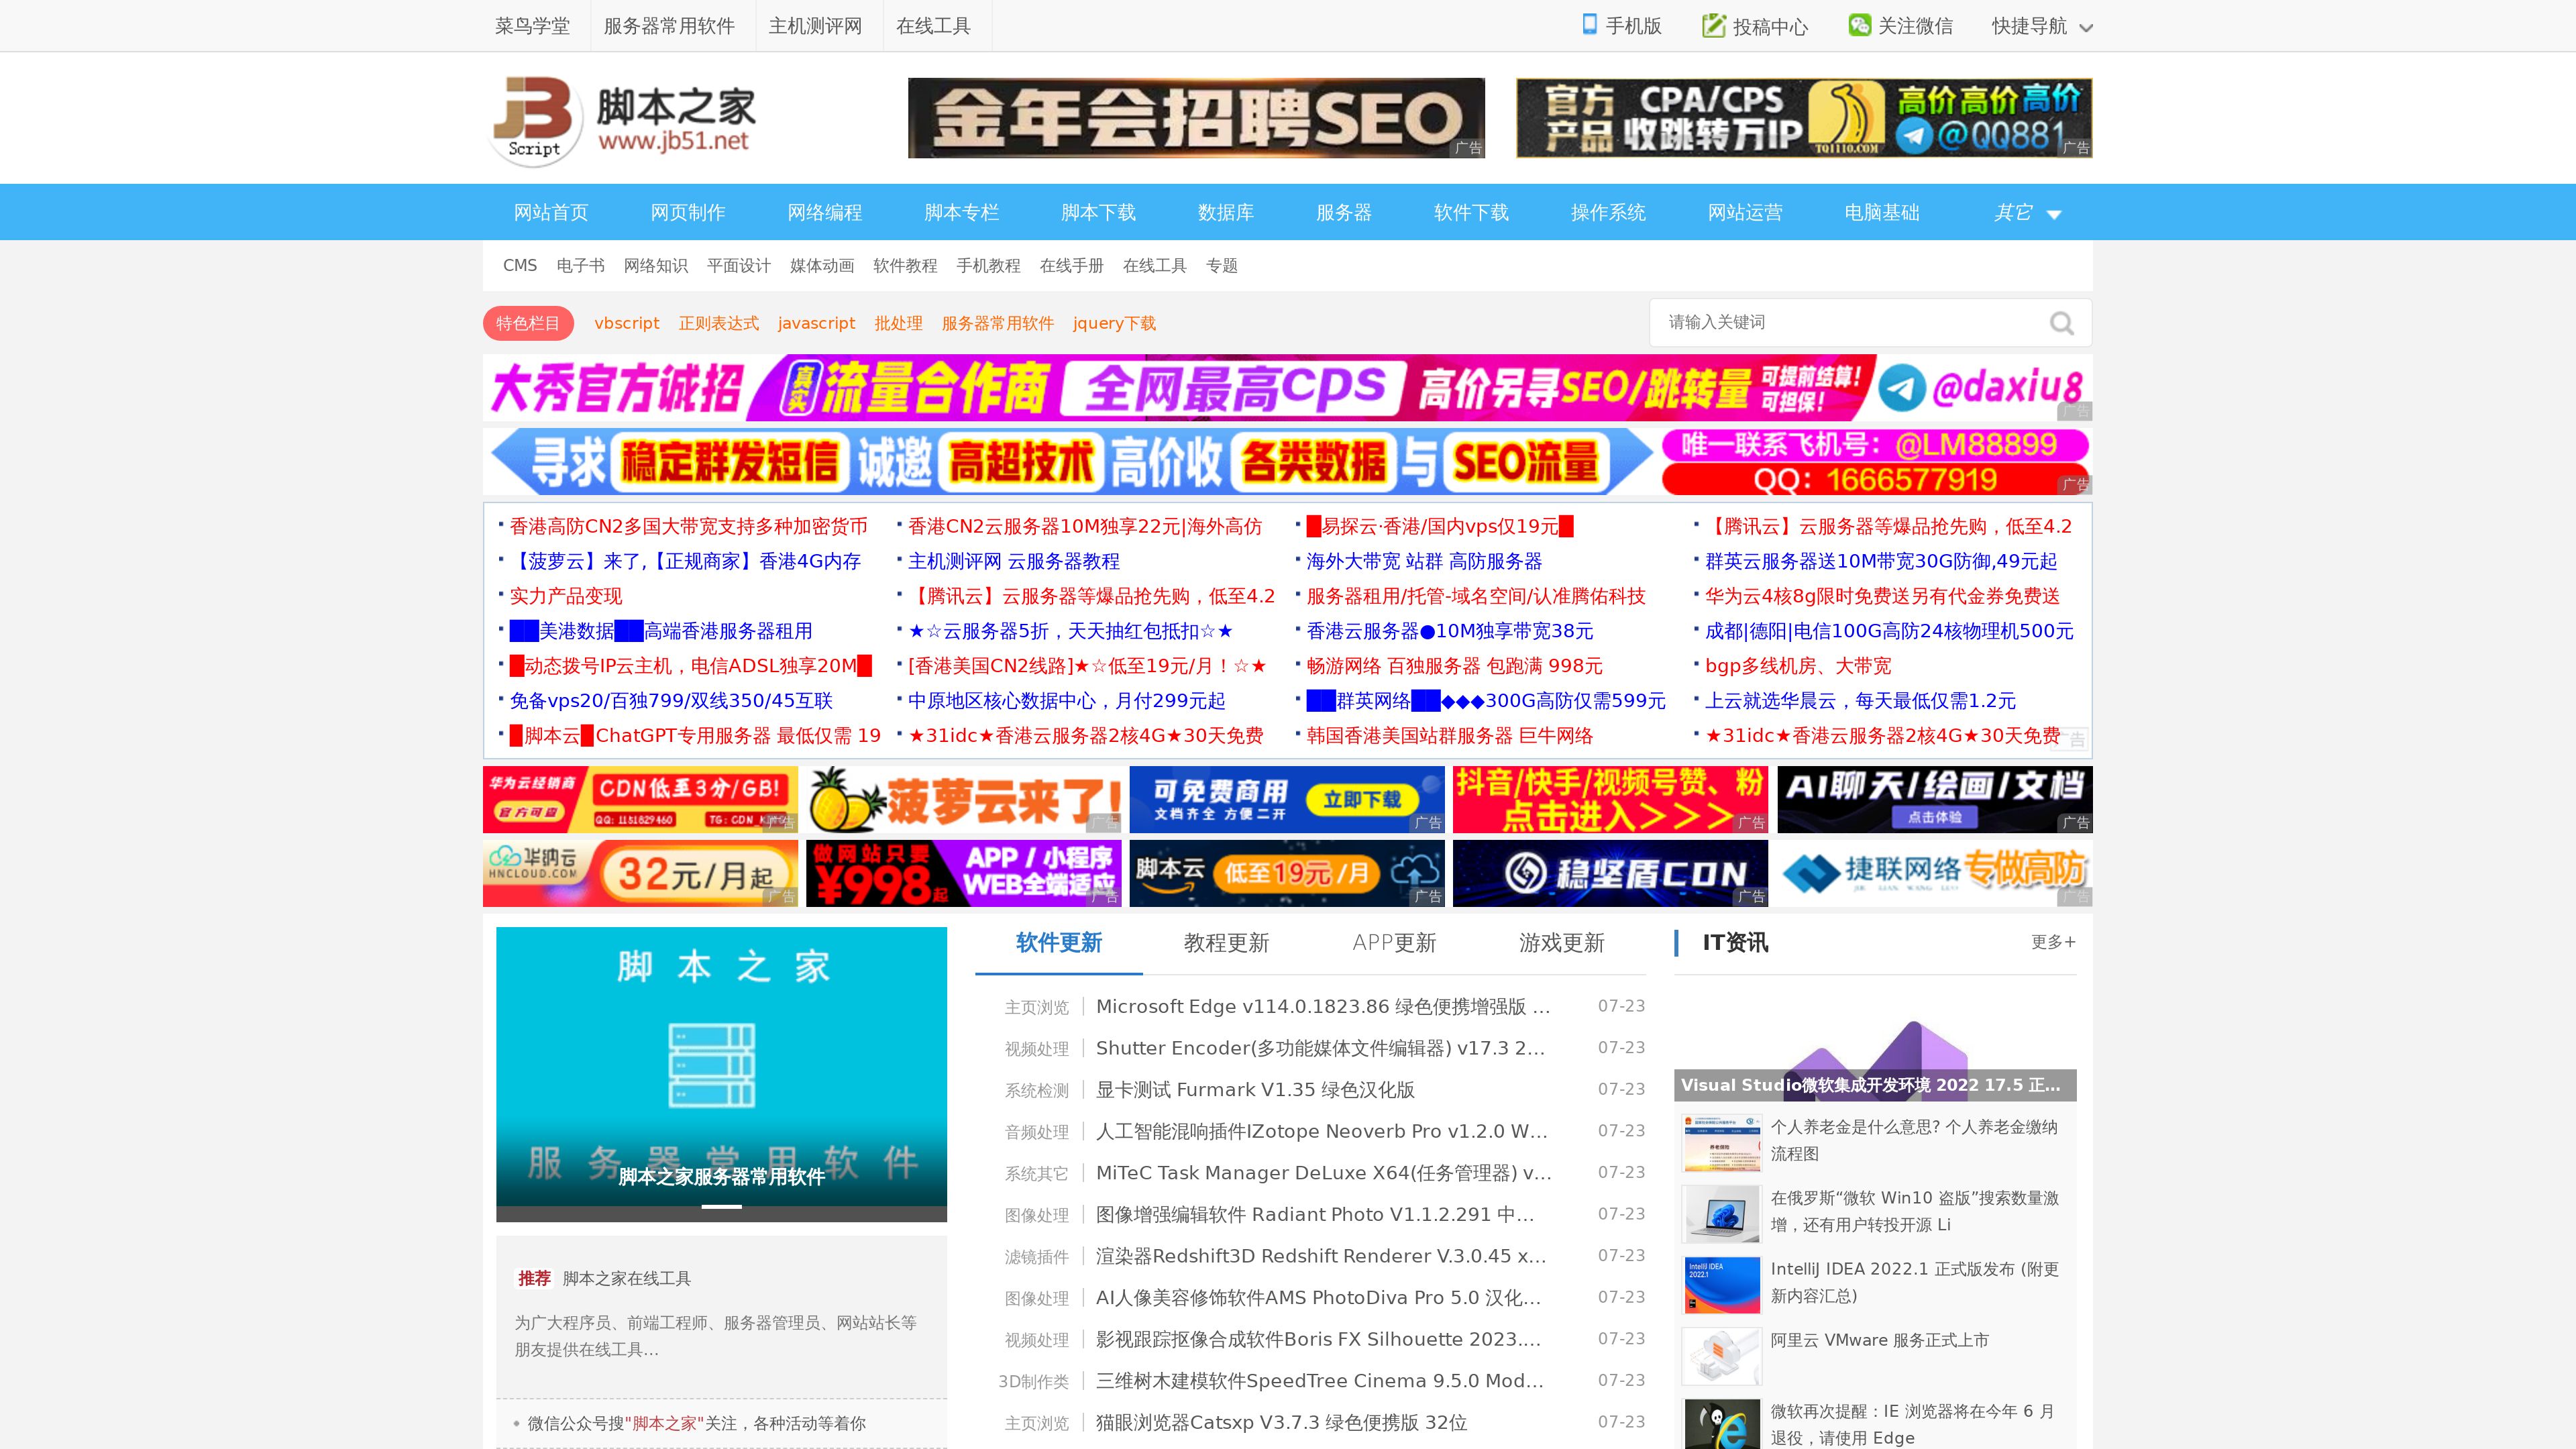 菜鸟学堂 服务器常用软件 主机测评网 在线工具 手机版 投稿中心 关注微信 快捷导航
JB Script 脚本之家 www.jb51.net
金年会招聘SEO 广告
官方产品 CPA/CPS 收跳转万IP TQ1110.COM 高价高价高价 @QQ881 广告
网站首页 网页制作 网络编程 脚本专栏 脚本下载 数据库 服务器 软件下载 操作系统 网站运营 电脑基础 其它
CMS 电子书 网络知识 平面设计 媒体动画 软件教程 手机教程 在线手册 在线工具 专题
特色栏目 vbscript 正则表达式 javascript 批处理 服务器常用软件 jquery下载 请输入关键词
大秀官方诚招 真实 流量合作商 全网最高CPS 高价另寻SEO/跳转量 可提前结算! 可担保! @daxiu8 广告
寻求 稳定群发短信 诚邀 高超技术 高价收 各类数据 与 SEO流量 唯一联系飞机号：@LM88899 QQ：1666577919 广告
香港高防CN2多国大带宽支持多种加密货币 香港CN2云服务器10M独享22元|海外高仿 █易探云·香港/国内vps仅19元█ 【腾讯云】云服务器等爆品抢先购，低至4.2
【菠萝云】来了,【正规商家】香港4G内存 主机测评网 云服务器教程 海外大带宽 站群 高防服务器 群英云服务器送10M带宽30G防御,49元起
实力产品变现 【腾讯云】云服务器等爆品抢先购，低至4.2 服务器租用/托管-域名空间/认准腾佑科技 华为云4核8g限时免费送另有代金券免费送
██美港数据██高端香港服务器租用 ★☆云服务器5折，天天抽红包抵扣☆★ 香港云服务器●10M独享带宽38元 成都|德阳|电信100G高防24核物理机500元
█动态拨号IP云主机，电信ADSL独享20M█ [香港美国CN2线路]★☆低至19元/月！☆★ 畅游网络 百独服务器 包跑满 998元 bgp多线机房、大带宽
免备vps20/百独799/双线350/45互联 中原地区核心数据中心，月付299元起 ██群英网络██◆◆◆300G高防仅需599元 上云就选华晨云，每天最低仅需1.2元
█脚本云█ChatGPT专用服务器 最低仅需 19 ★31idc★香港云服务器2核4G★30天免费 韩国香港美国站群服务器 巨牛网络 ★31idc★香港云服务器2核4G★30天免费 广告
华为云经销商 官方可查 CDN低至3分/GB! QQ: 1181829460 广告
菠萝云来了! 广告
可免费商用 文档齐全 方便二开 立即下载 广告
抖音/快手/视频号赞、粉 点击进入>>> 广告
AI聊天/绘画/文档 点击体验 广告
华纳云 HNCLOUD.COM 32元/月起 广告
做网站只要 ¥998起 APP / 小程序 WEB全端适应 广告
脚本云 低至19元/月 广告
稳坚盾CDN 广告
捷联网络 JIE LIAN WANG LUO 专做高防 广告
脚本之家
服务器常用软件
脚本之家服务器常用软件
推荐 脚本之家在线工具
为广大程序员、前端工程师、服务器管理员、网站站长等
朋友提供在线工具...
微信公众号搜"脚本之家"关注，各种活动等着你
软件更新 教程更新 APP更新 游戏更新
主页浏览 Microsoft Edge v114.0.1823.86 绿色便携增强版 ... 07-23
视频处理 Shutter Encoder(多功能媒体文件编辑器) v17.3 2... 07-23
系统检测 显卡测试 Furmark V1.35 绿色汉化版 07-23
音频处理 人工智能混响插件IZotope Neoverb Pro v1.2.0 W... 07-23
系统其它 MiTeC Task Manager DeLuxe X64(任务管理器) v... 07-23
图像处理 图像增强编辑软件 Radiant Photo V1.1.2.291 中... 07-23
滤镜插件 渲染器Redshift3D Redshift Renderer V.3.0.45 x... 07-23
图像处理 AI人像美容修饰软件AMS PhotoDiva Pro 5.0 汉化... 07-23
视频处理 影视跟踪抠像合成软件Boris FX Silhouette 2023.... 07-23
3D制作类 三维树木建模软件SpeedTree Cinema 9.5.0 Mod... 07-23
主页浏览 猫眼浏览器Catsxp V3.7.3 绿色便携版 32位 07-23
IT资讯 更多+
Visual Studio微软集成开发环境 2022 17.5 正...
个人养老金是什么意思? 个人养老金缴纳
流程图
在俄罗斯“微软 Win10 盗版”搜索数量激
增，还有用户转投开源 Li
IntelliJ IDEA 2022.1
IntelliJ IDEA 2022.1 正式版发布 (附更
新内容汇总)
阿里云 VMware 服务正式上市
微软再次提醒：IE 浏览器将在今年 6 月
退役，请使用 Edge